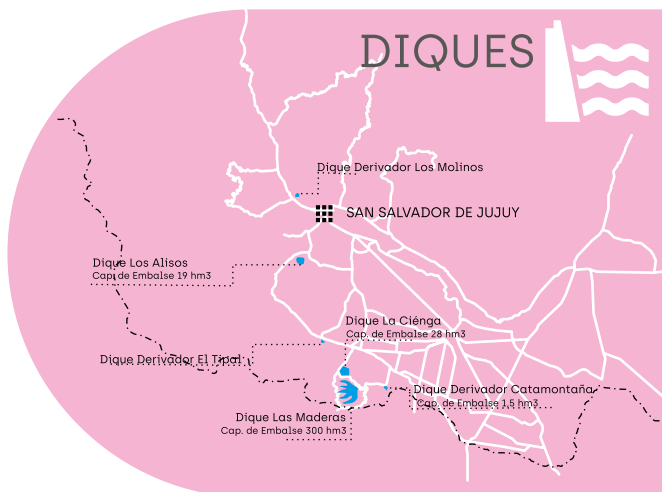 DIQUES
Dique Derivador Los Molinos
SAN SALVADOR DE JUJUY
Dique Los Alisos
Cap. de Embalse 19 hm3
Dique La Ciénga
Cap. de Embalse 28 hm3
Dique Derivador El Tipal
Dique Derivador Catamontaña
Cap. de Embalse 1,5 hm3
Dique Las Maderas
Cap. de Embalse 300 hm3